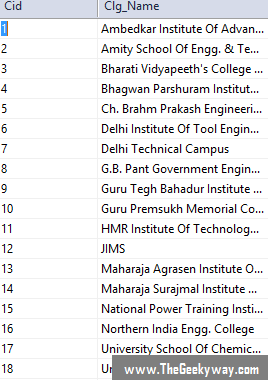 Cid Clg_Name
1 Ambedkar Institute Of Advan...
2 Amity School Of Engg. & Te...
3 Bharati Vidyapeeth's College ...
4 Bhagwan Parshuram Institut...
5 Ch. Brahm Prakash Engineeri...
6 Delhi Institute Of Tool Engin...
7 Delhi Technical Campus
8 G.B. Pant Government Engin...
9 Guru Tegh Bahadur Institute ...
10 Guru Premsukh Memorial Co...
11 HMR Institute Of Technolog...
12 JIMS
13 Maharaja Agrasen Institute O...
14 Maharaja Surajmal Institute ...
15 National Power Training Insti...
16 Northern India Engg. College
17 University School Of Chemic...
18
www.TheGeekyway.com